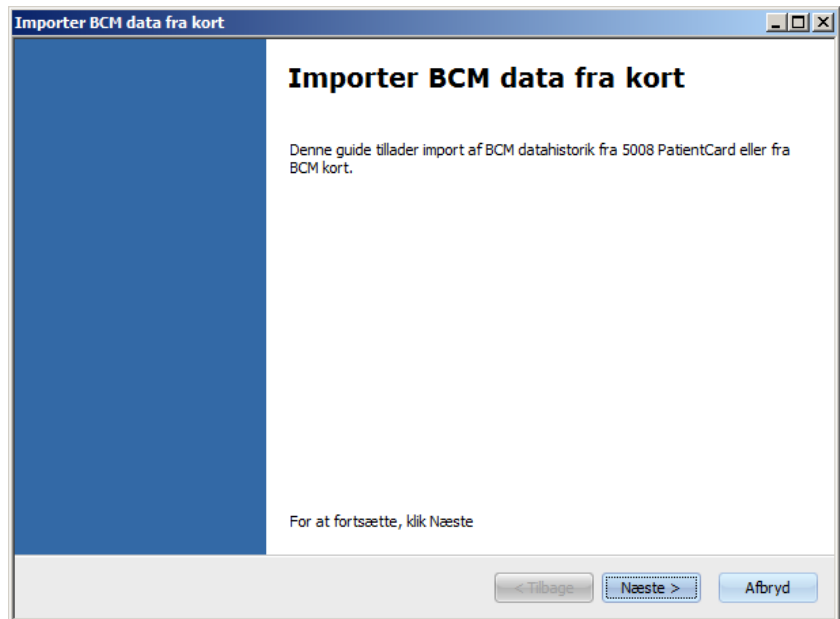 Importer BCM data fra kort
Importer BCM data fra kort
Denne guide tillader import af BCM datahistorik fra 5008 PatientCard eller fra
BCM kort.
For at fortsætte, klik Næste
< Tilbage Næste > Afbryd